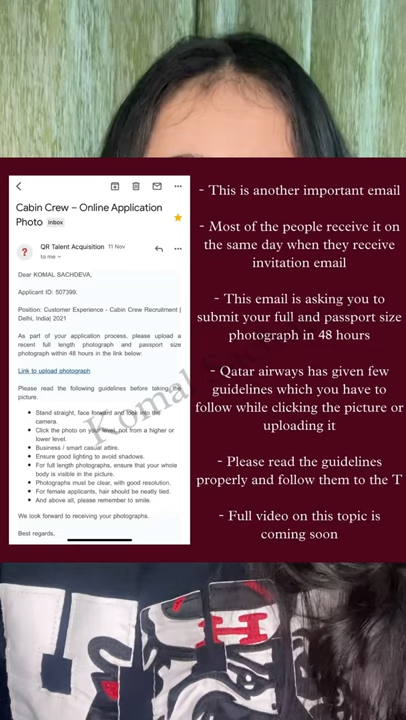 Cabin Crew – Online Application
Photo Inbox
QR Talent Acquisition 11 Nov
to me
Dear KOMAL SACHDEVA,
Applicant ID: 507399.
Position: Customer Experience - Cabin Crew Recruitment |
Delhi, India| 2021
As part of your application process, please upload a
recent full length photograph and passport size
photograph within 48 hours in the link below:
Link to upload photograph
Please read the following guidelines before taking the
picture.
• Stand straight, face forward and look into the
camera.
• Click the photo on your level, not from a higher or
lower level.
• Business / smart casual attire.
• Ensure good lighting to avoid shadows.
• For full length photographs, ensure that your whole
body is visible in the picture.
• Photographs must be clear, with good resolution.
• For female applicants, hair should be neatly tied.
• And above all, please remember to smile.
We look forward to receiving your photographs.
Best regards,
- This is another important email
- Most of the people receive it on
the same day when they receive
invitation email
- This email is asking you to
submit your full and passport size
photograph in 48 hours
- Qatar airways has given few
guidelines which you have to
follow while clicking the picture or
uploading it
- Please read the guidelines
properly and follow them to the T
- Full video on this topic is
coming soon
Komal Sachdeva